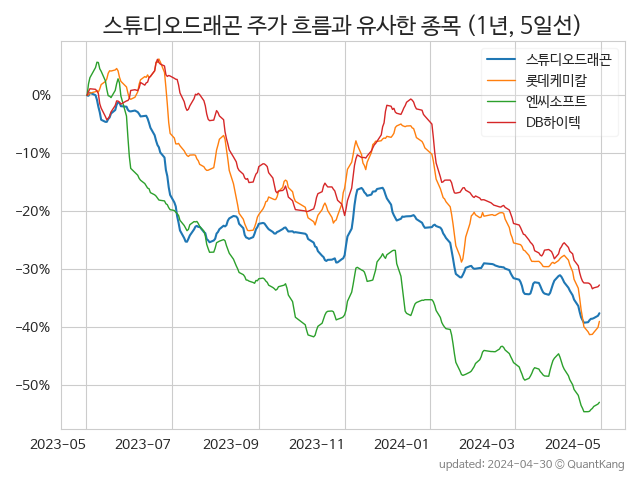 스튜디오드래곤 주가 흐름과 유사한 종목 (1년, 5일선)
스튜디오드래곤
롯데케미칼
엔씨소프트
DB하이텍
0%
−10%
−20%
−30%
−40%
−50%
2023-05 2023-07 2023-09 2023-11 2024-01 2024-03 2024-05
updated: 2024-04-30 © QuantKang